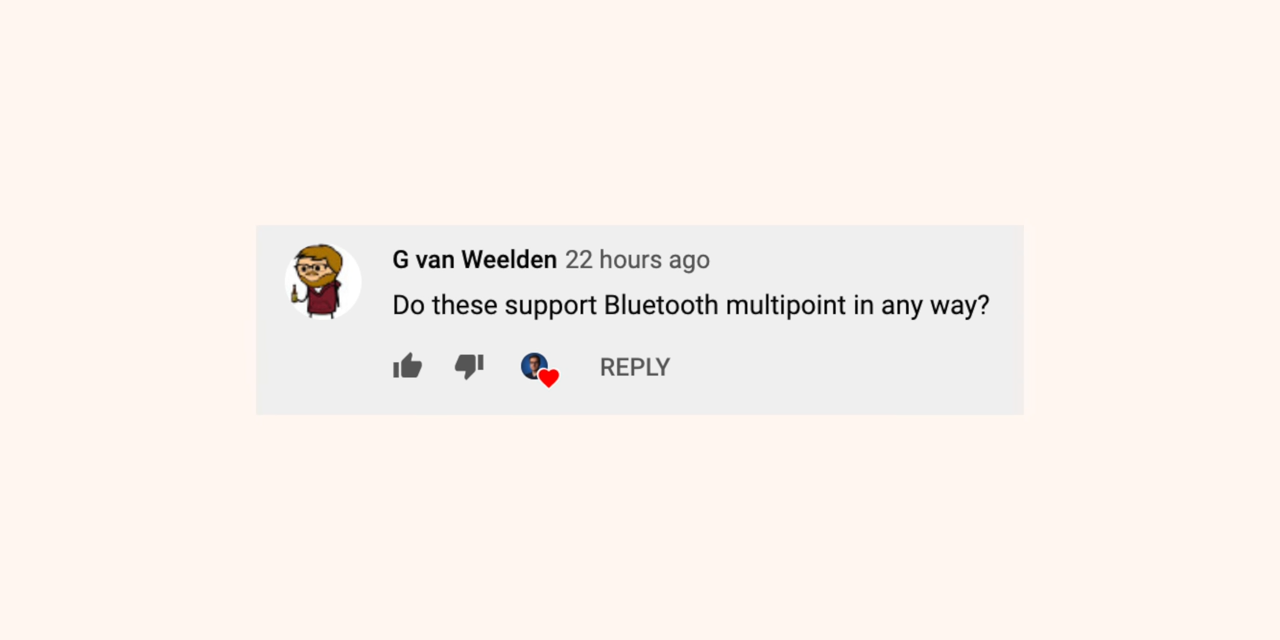 G van Weelden 22 hours ago
Do these support Bluetooth multipoint in any way?
REPLY